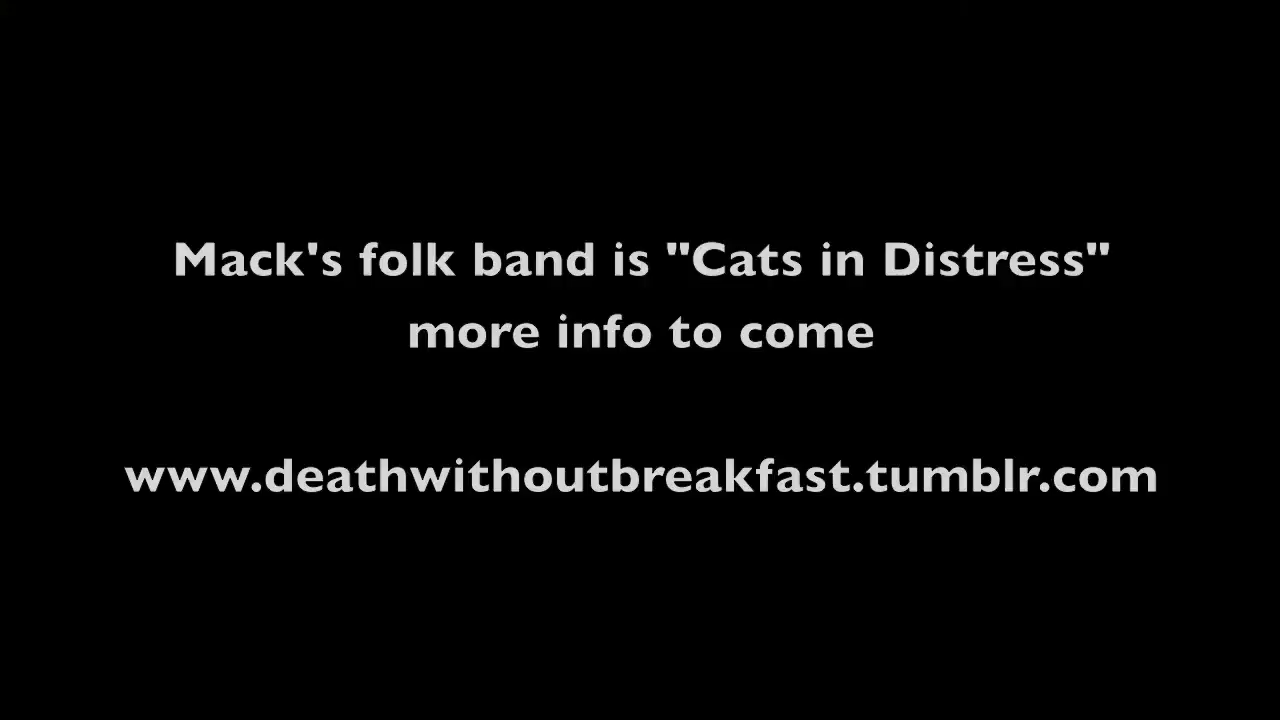 Mack's folk band is "Cats in Distress"
more info to come
www.deathwithoutbreakfast.tumblr.com